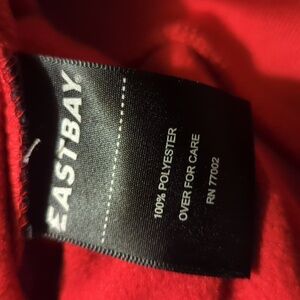 EASTBAY®
100% POLYESTER
OVER FOR CARE
RN 77002